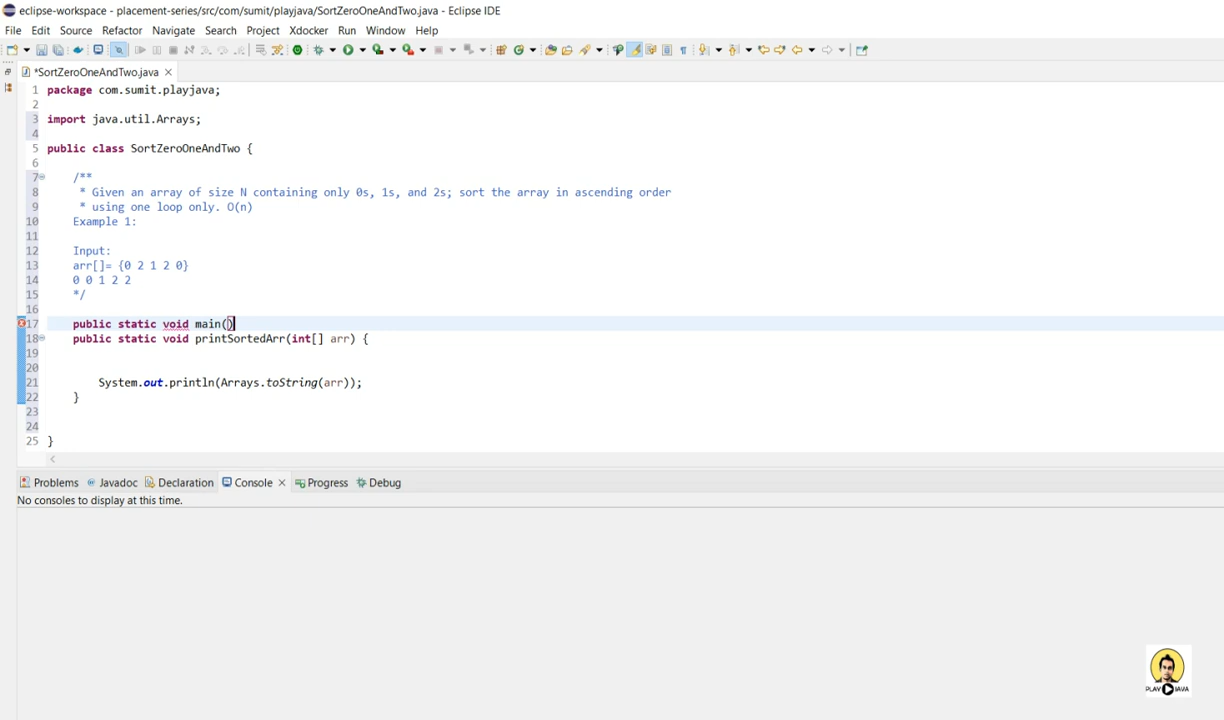 eclipse-workspace - placement-series/src/com/sumit/playjava/SortZeroOneAndTwo.java - Eclipse IDE
File Edit Source Refactor Navigate Search Project Xdocker Run Window Help
*SortZeroOneAndTwo.java
1 package com.sumit.playjava;
2
3 import java.util.Arrays;
4
5 public class SortZeroOneAndTwo {
6
7 /**
8 * Given an array of size N containing only 0s, 1s, and 2s; sort the array in ascending order
9 * using one loop only. O(n)
10 Example 1:
11
12 Input:
13 arr[]= {0 2 1 2 0}
14 0 0 1 2 2
15 */
16
17 public static void main()
18 public static void printSortedArr(int[] arr) {
19
20
21 System.out.println(Arrays.toString(arr));
22 }
23
24
25 }
Problems Javadoc Declaration Console Progress Debug
No consoles to display at this time.
PLAY JAVA